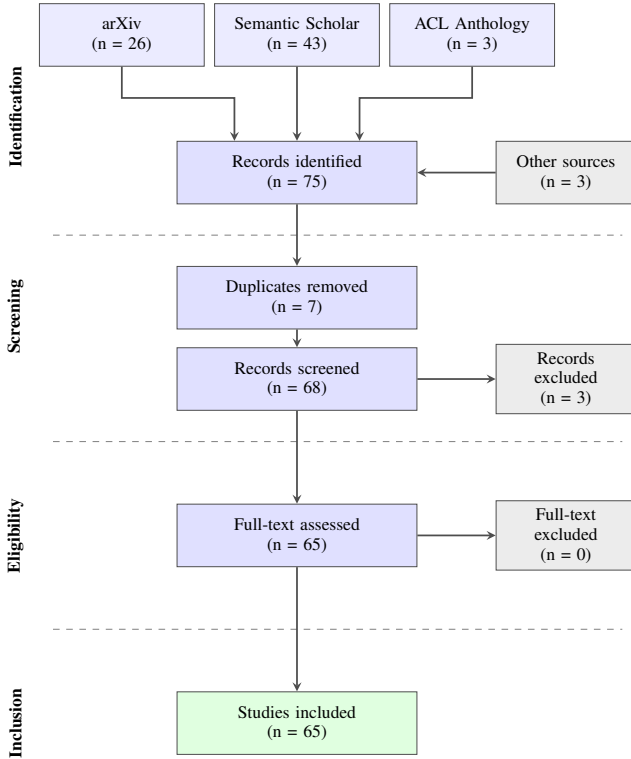 arXiv
(n = 26)
Semantic Scholar
(n = 43)
ACL Anthology
(n = 3)
Identification
Records identified
(n = 75)
Other sources
(n = 3)
Screening
Duplicates removed
(n = 7)
Records screened
(n = 68)
Records
excluded
(n = 3)
Eligibility
Full-text assessed
(n = 65)
Full-text
excluded
(n = 0)
Inclusion
Studies included
(n = 65)